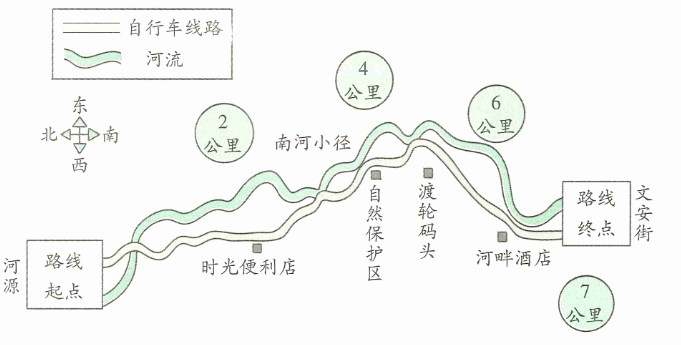 自行车线路
河流
东
北
南
西
4
公里
2
公里
6
公里
南河小径
路线
终点
文安街
自然保护区
渡轮码头
河畔酒店
时光便利店
河源
路线
起点
7
公里